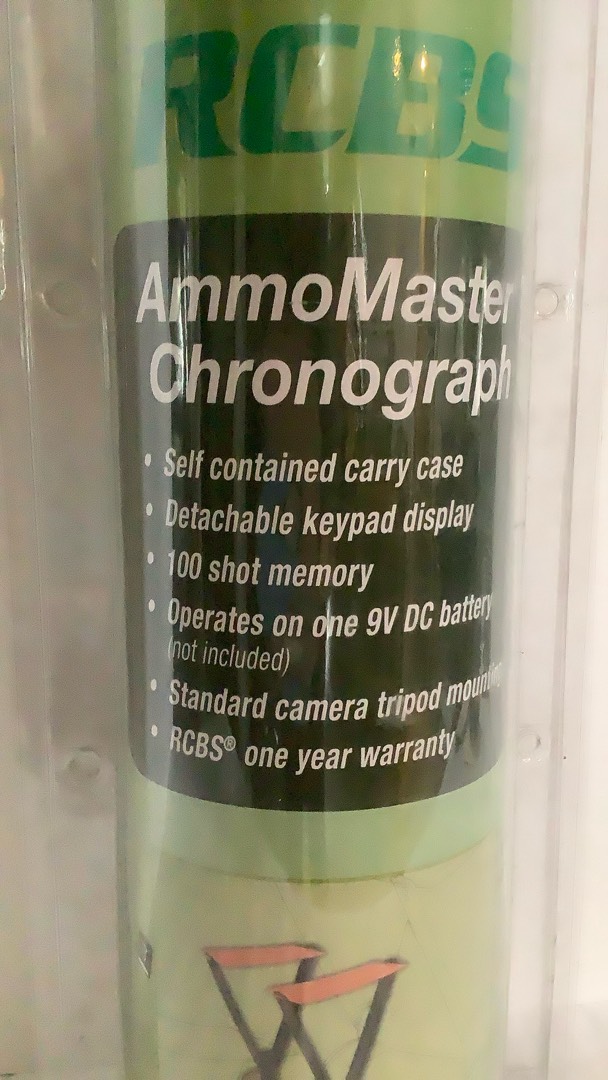 RCBS
AmmoMaster
Chronograph
• Self contained carry case
• Detachable keypad display
• 100 shot memory
• Operates on one 9V DC battery
(not included)
• Standard camera tripod mounting
• RCBS® one year warranty